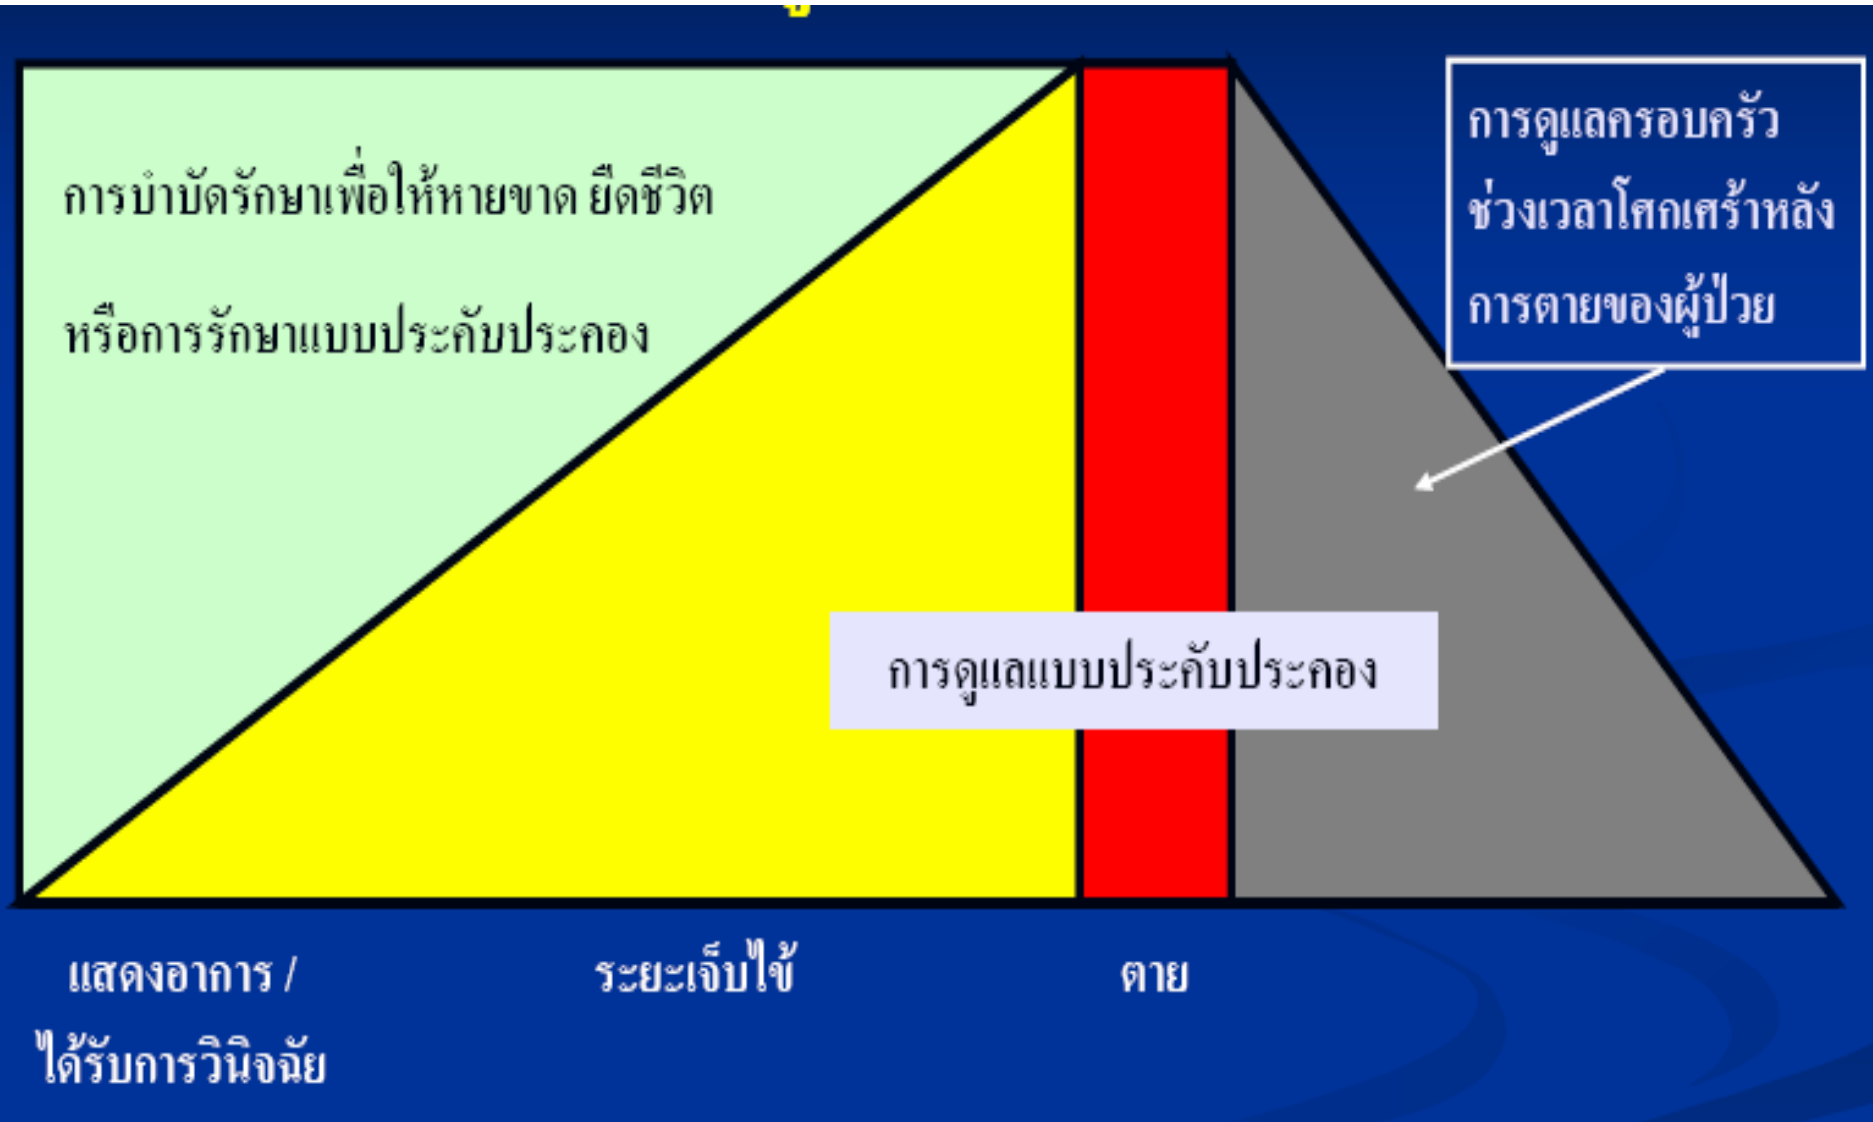 การบำบัดรักษาเพื่อให้หายขาด ยืดชีวิต
หรือการรักษาแบบประคับประคอง
การดูแลครอบครัว
ช่วงเวลาโศกเศร้าหลัง
การตายของผู้ป่วย
การดูแลแบบประคับประคอง
แสดงอาการ /
ได้รับการวินิจฉัย
ระยะเจ็บไข้
ตาย